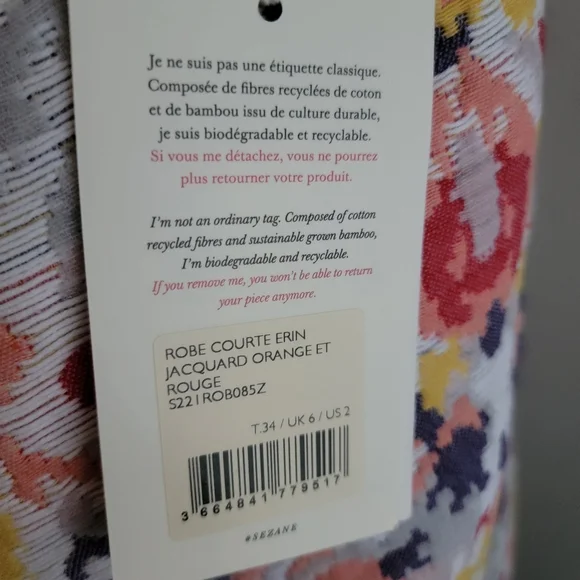 Je ne suis pas une étiquette classique.
Composée de fibres recyclées de coton
et de bambou issu de culture durable,
je suis biodégradable et recyclable.
Si vous me détachez, vous ne pourrez
plus retourner votre produit.
I'm not an ordinary tag. Composed of cotton
recycled fibres and sustainable grown bamboo,
I'm biodegradable and recyclable.
If you remove me, you won't be able to return
your piece anymore.
ROBE COURTE ERIN
JACQUARD ORANGE ET
ROUGE
S221ROB085Z
T.34 / UK 6 / US 2
3 664841 779517
#SEZANE